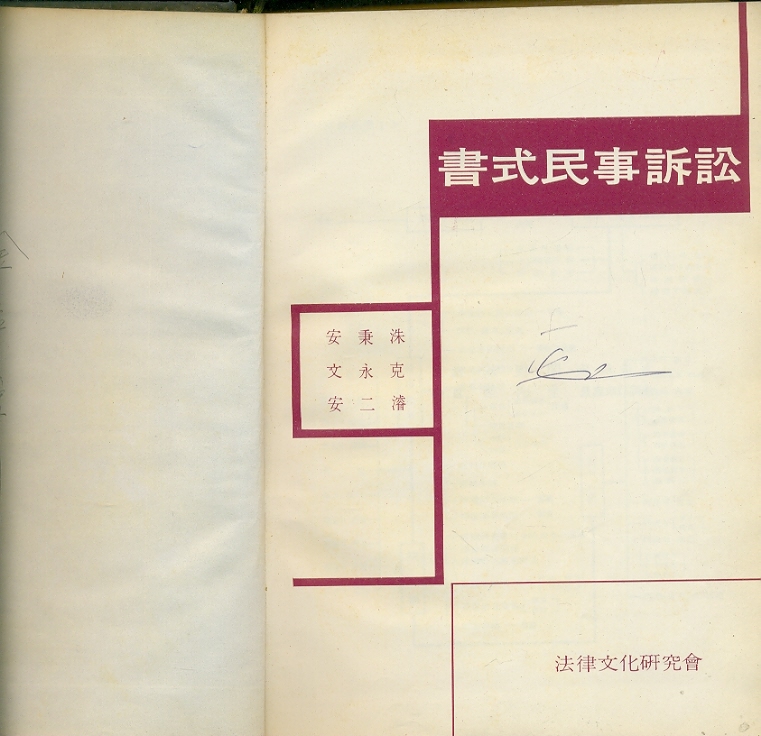 書式民事訴訟
安秉洙
文永克
安二濬
法律文化硏究會